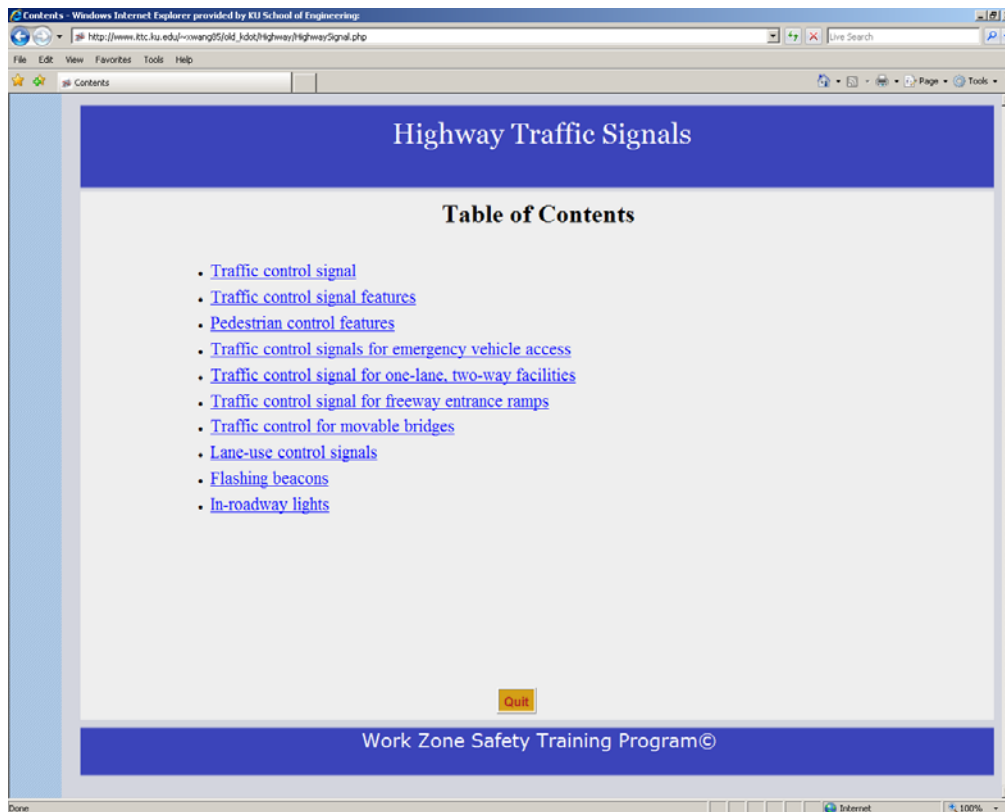 Contents - Windows Internet Explorer provided by KU School of Engineering:
http://www.ittc.ku.edu/~xwang05/old_kdot/Highway/HighwaySignal.php
Live Search
File Edit View Favorites Tools Help
Contents
Page Tools
Highway Traffic Signals
Table of Contents
• Traffic control signal
• Traffic control signal features
• Pedestrian control features
• Traffic control signals for emergency vehicle access
• Traffic control signal for one-lane, two-way facilities
• Traffic control signal for freeway entrance ramps
• Traffic control for movable bridges
• Lane-use control signals
• Flashing beacons
• In-roadway lights
Quit
Work Zone Safety Training Program©
Done Internet 100%